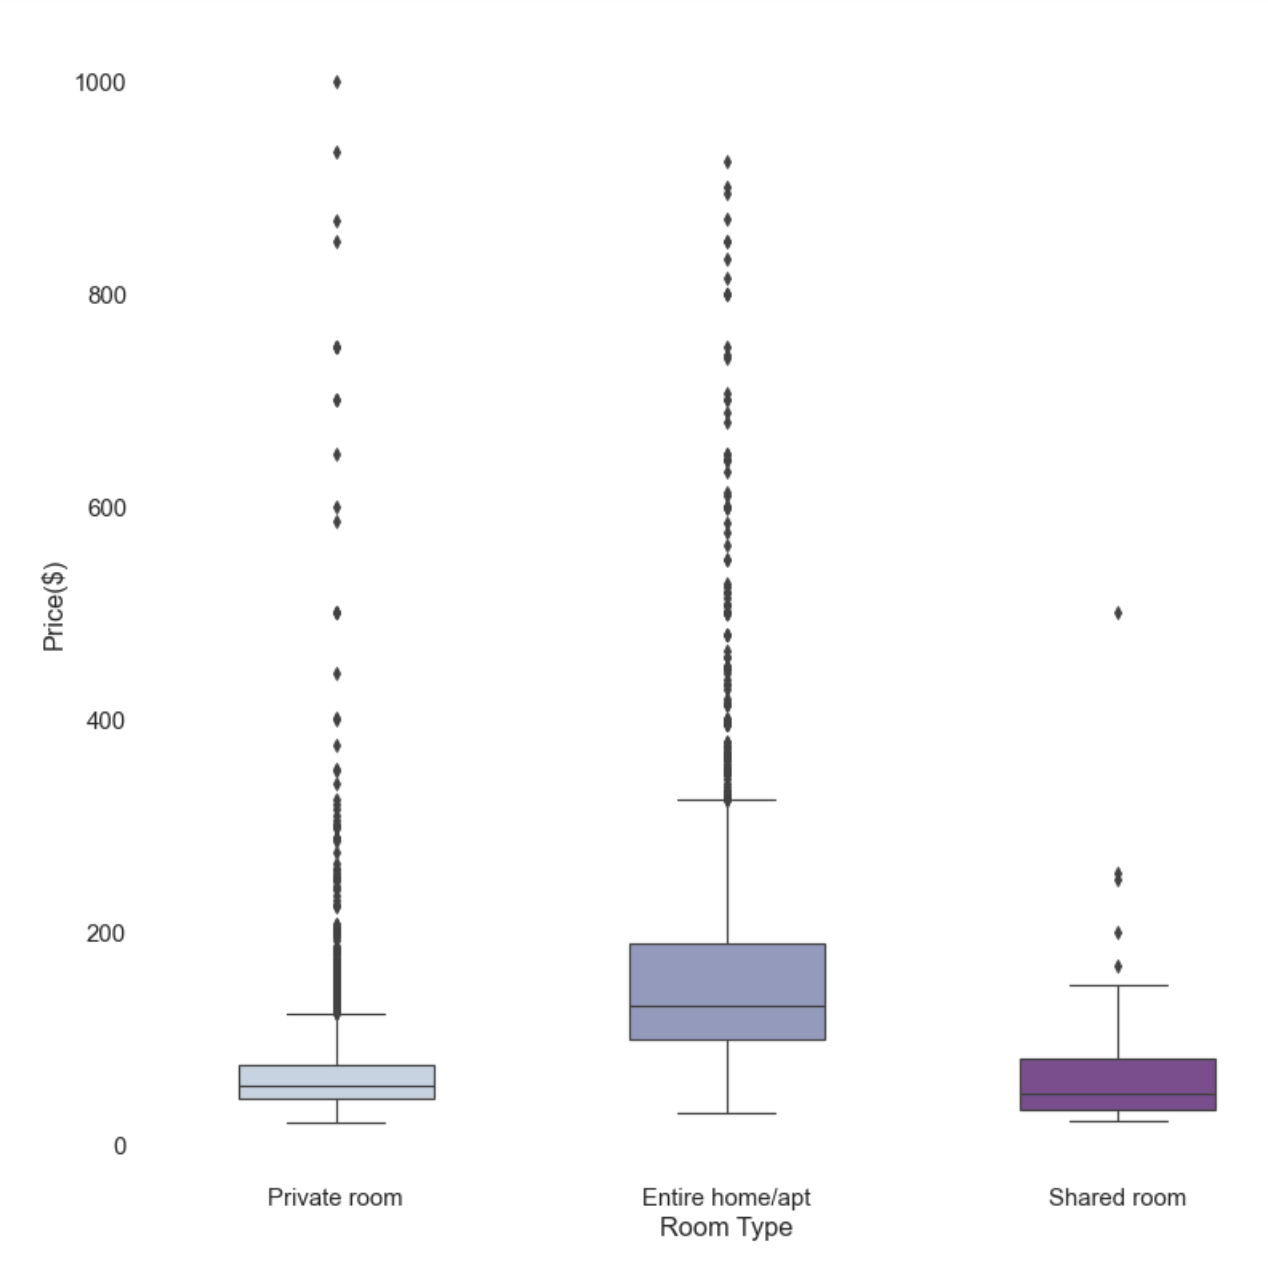 1000
800
600
400
200
0
Price($)
Private room
Entire home/apt
Shared room
Room Type